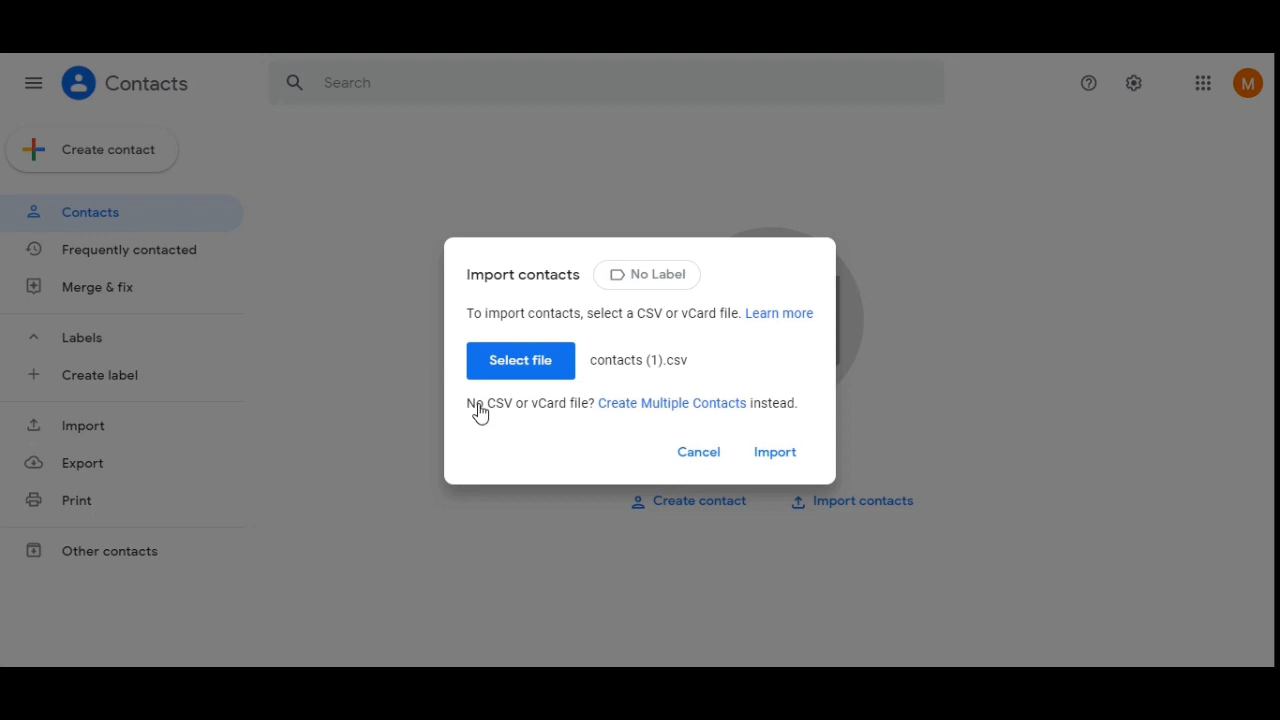 Contacts
Search
M
Create contact
Contacts
Frequently contacted
Merge & fix
Labels
Create label
Import
Export
Print
Other contacts
Import contacts
No Label
To import contacts, select a CSV or vCard file. Learn more
Select file
contacts (1).csv
No CSV or vCard file? Create Multiple Contacts instead.
Cancel
Import
Create contact
Import contacts